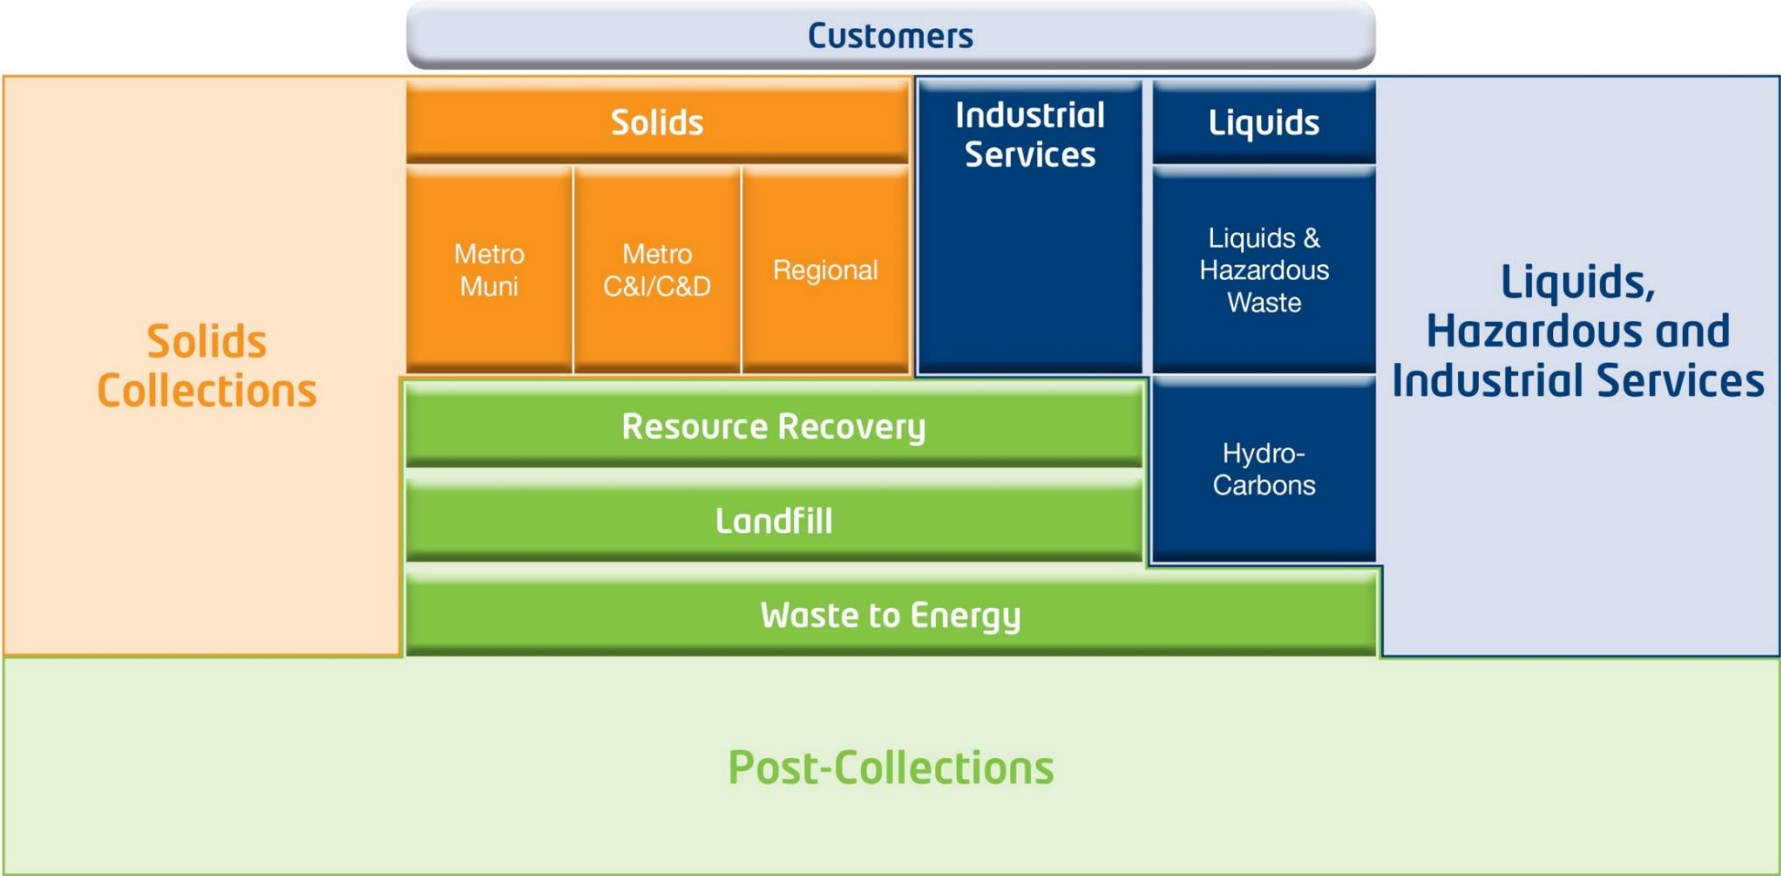 Customers
Solids
Industrial
Services
Liquids
Metro
Muni
Metro
C&I/C&D
Regional
Liquids &
Hazardous
Waste
Solids
Collections
Liquids,
Hazardous and
Industrial Services
Resource Recovery
Hydro-
Carbons
Landfill
Waste to Energy
Post-Collections